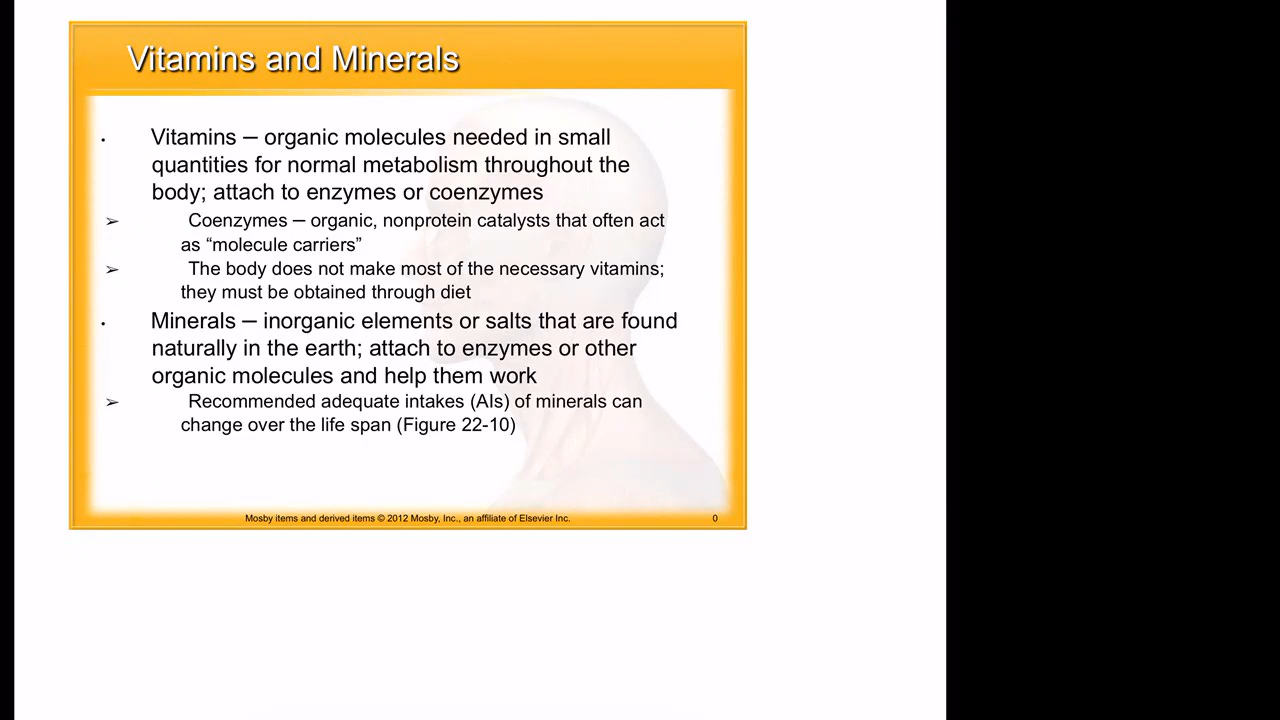 Vitamins and Minerals
• Vitamins – organic molecules needed in small
quantities for normal metabolism throughout the
body; attach to enzymes or coenzymes
➢ Coenzymes – organic, nonprotein catalysts that often act
as “molecule carriers”
➢ The body does not make most of the necessary vitamins;
they must be obtained through diet
• Minerals – inorganic elements or salts that are found
naturally in the earth; attach to enzymes or other
organic molecules and help them work
➢ Recommended adequate intakes (AIs) of minerals can
change over the life span (Figure 22-10)
Mosby items and derived items © 2012 Mosby, Inc., an affiliate of Elsevier Inc. 0